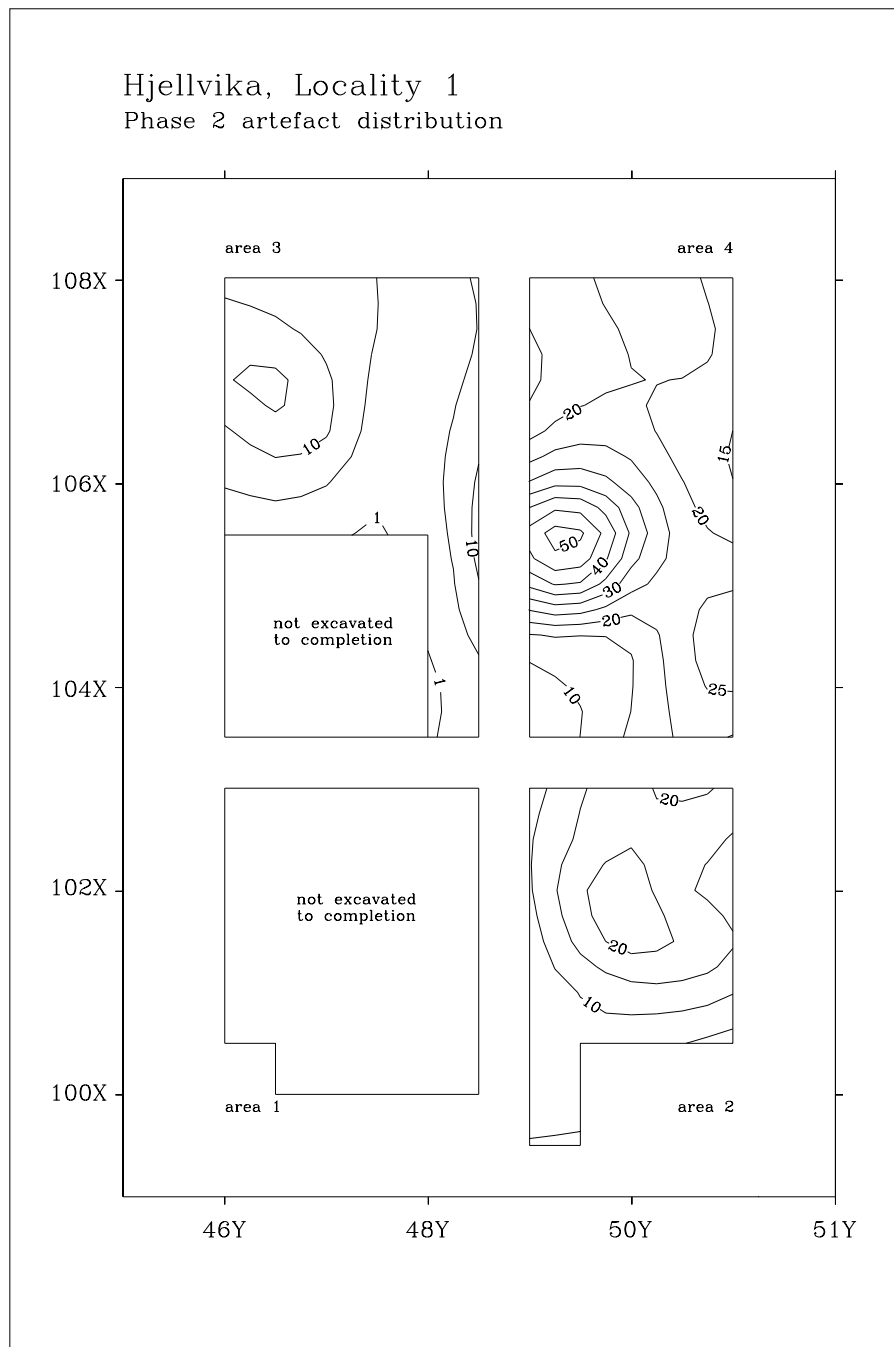 Hjellvika, Locality 1
Phase 2 artefact distribution
area 3
area 4
108X
20
10
15
106X
1
20
10
50
40
30
20
not excavated
to completion
1
104X
10
25
20
102X
not excavated
to completion
20
10
100X
area 1
area 2
46Y
48Y
50Y
51Y